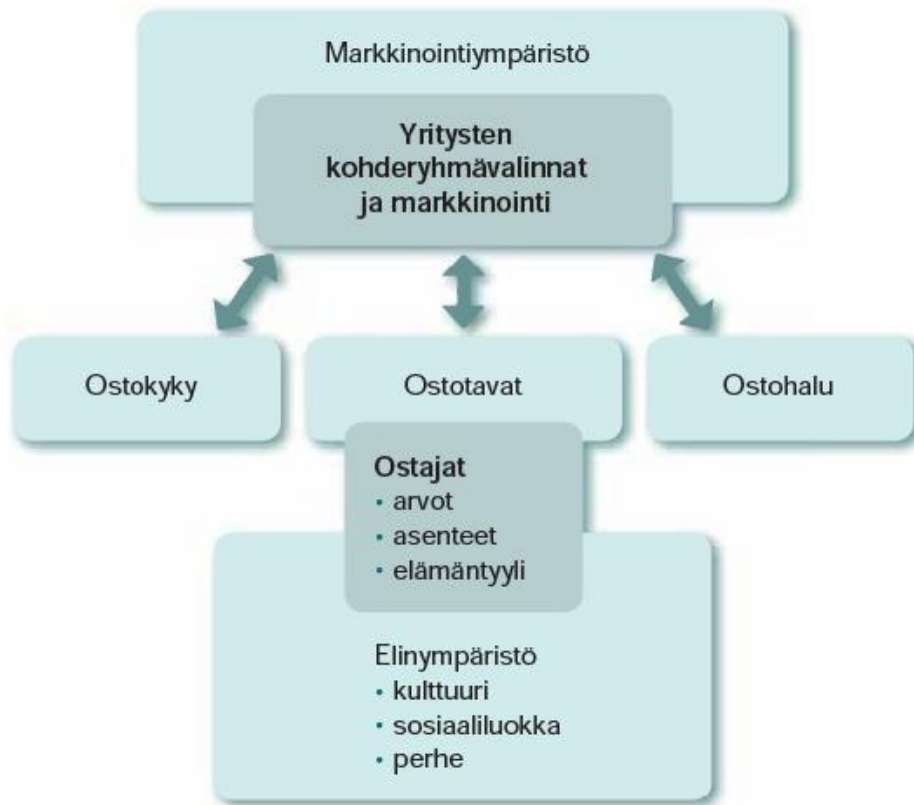 Markkinointiympäristö
Yritysten
kohderyhmävalinnat
ja markkinointi
Ostokyky
Ostotavat
Ostohalu
Ostajat
• arvot
• asenteet
• elämäntyyli
Elinympäristö
• kulttuuri
• sosiaaliluokka
• perhe